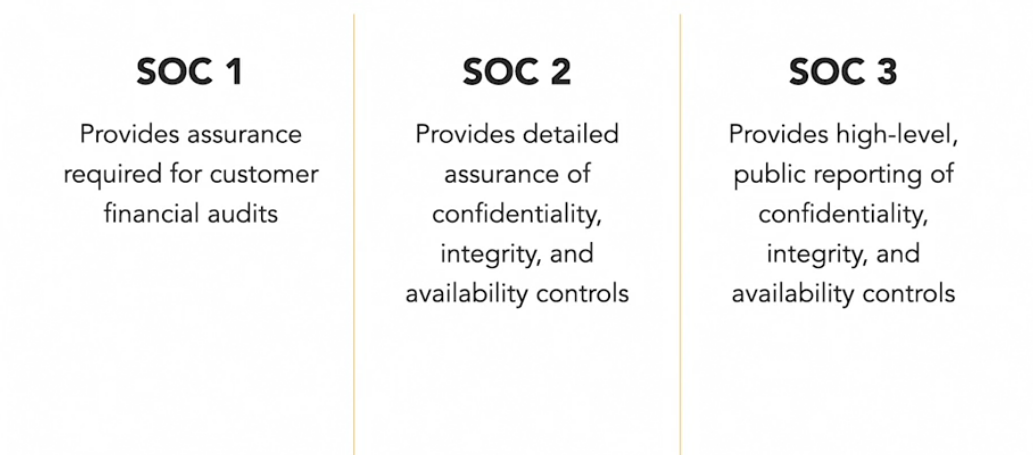 SOC 1
Provides assurance
required for customer
financial audits
SOC 2
Provides detailed
assurance of
confidentiality,
integrity, and
availability controls
SOC 3
Provides high-level,
public reporting of
confidentiality,
integrity, and
availability controls